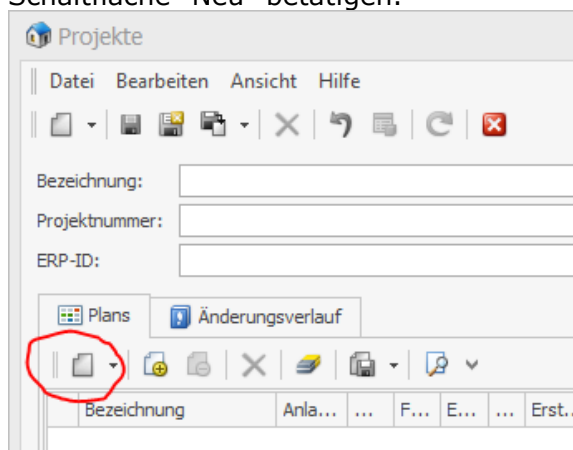 Schaltfläche "Neu" betätigen.
Projekte
Datei Bearbeiten Ansicht Hilfe
Bezeichnung:
Projektnummer:
ERP-ID:
Plans Änderungsverlauf
Bezeichnung Anla... ... F... E... ... Erst..